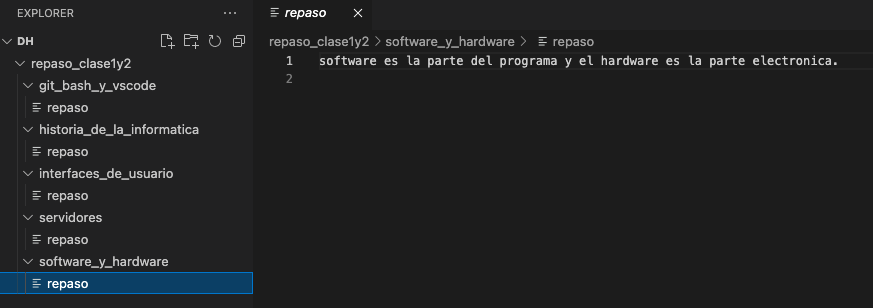 EXPLORER
···
DH
repaso_clase1y2
git_bash_y_vscode
repaso
historia_de_la_informatica
repaso
interfaces_de_usuario
repaso
servidores
repaso
software_y_hardware
repaso
repaso
repaso_clase1y2 > software_y_hardware > repaso
1 software es la parte del programa y el hardware es la parte electronica.
2